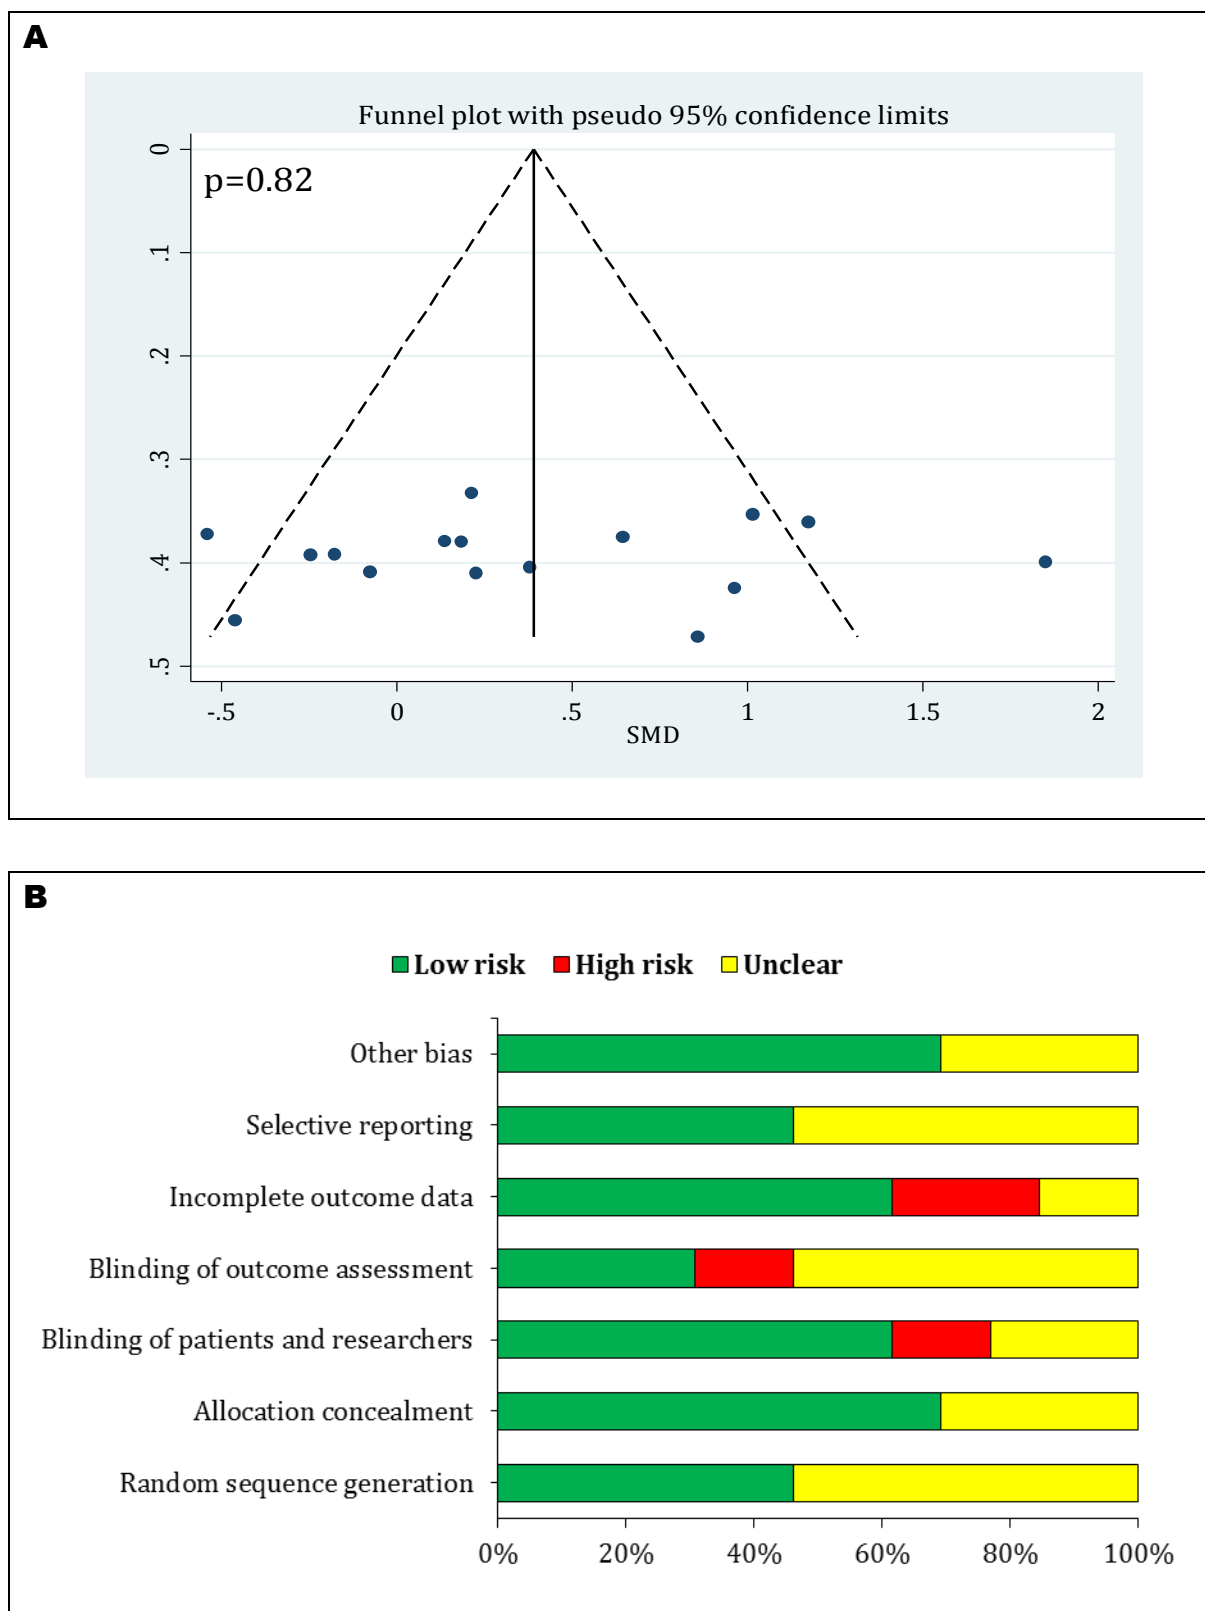 A
Funnel plot with pseudo 95% confidence limits
p=0.82
0
.1
.2
.3
.4
.5
-.5 0 .5 1 1.5 2
SMD
B
Low risk High risk Unclear
Other bias
Selective reporting
Incomplete outcome data
Blinding of outcome assessment
Blinding of patients and researchers
Allocation concealment
Random sequence generation
0% 20% 40% 60% 80% 100%